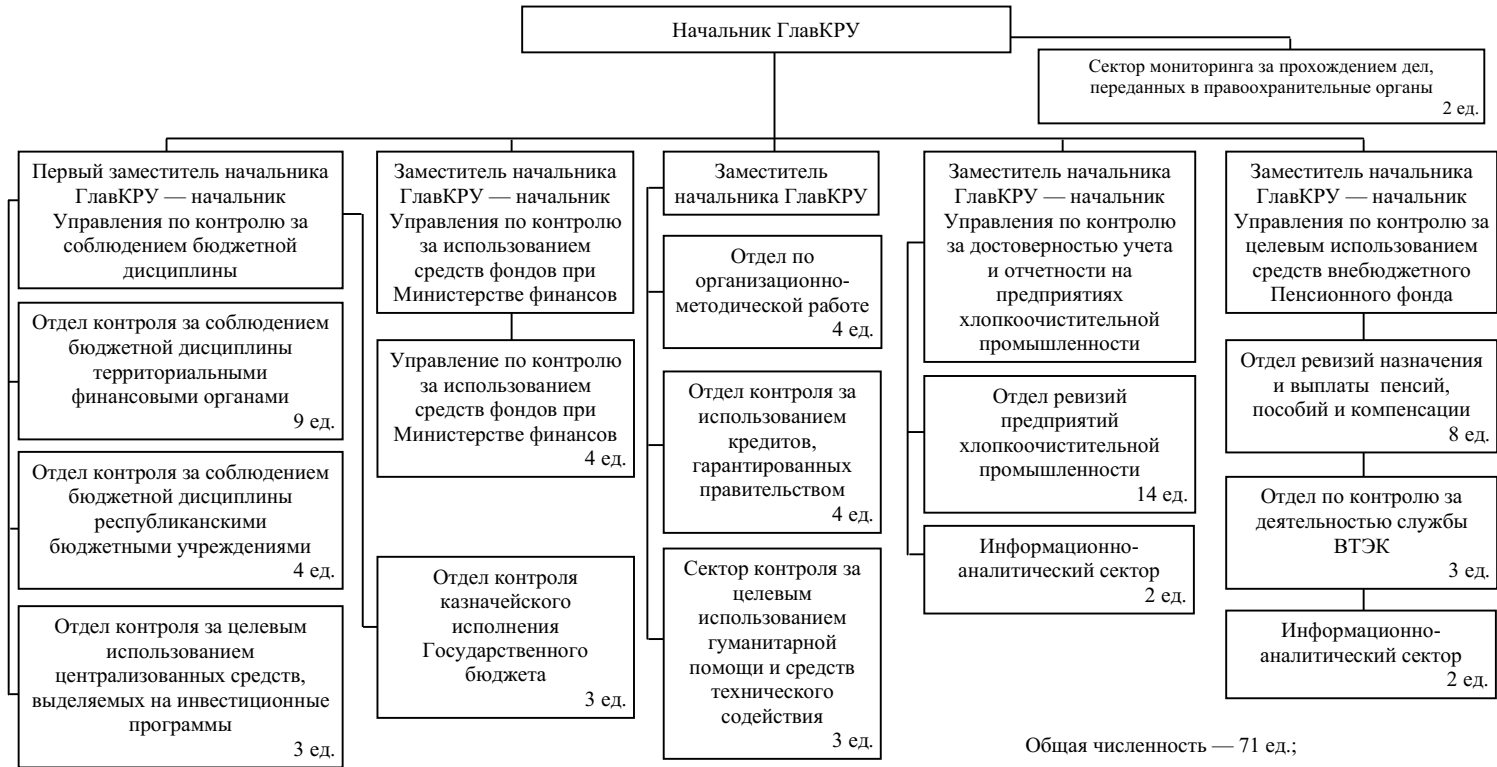 Начальник ГлавКРУ
Сектор мониторинга за прохождением дел,
переданных в правоохранительные органы
2 ед.
Первый заместитель начальника
ГлавКРУ — начальник
Управления по контролю за
соблюдением бюджетной
дисциплины
Отдел контроля за соблюдением
бюджетной дисциплины
территориальными
финансовыми органами
9 ед.
Отдел контроля за соблюдением
бюджетной дисциплины
республиканскими
бюджетными учреждениями
4 ед.
Отдел контроля за целевым
использованием
централизованных средств,
выделяемых на инвестиционные
программы
3 ед.
Заместитель начальника
ГлавКРУ — начальник
Управления по контролю
за использованием
средств фондов при
Министерстве финансов
Управление по контролю
за использованием
средств фондов при
Министерстве финансов
4 ед.
Отдел контроля
казначейского
исполнения
Государственного
бюджета
3 ед.
Заместитель
начальника ГлавКРУ
Отдел по
организационно-
методической работе
4 ед.
Отдел контроля за
использованием
кредитов,
гарантированных
правительством
4 ед.
Сектор контроля за
целевым
использованием
гуманитарной
помощи и средств
технического
содействия
3 ед.
Заместитель начальника
ГлавКРУ — начальник
Управления по контролю
за достоверностью учета
и отчетности на
предприятиях
хлопкоочистительной
промышленности
Отдел ревизий
предприятий
хлопкоочистительной
промышленности
14 ед.
Информационно-
аналитический сектор
2 ед.
Заместитель начальника
ГлавКРУ — начальник
Управления по контролю за
целевым использованием
средств внебюджетного
Пенсионного фонда
Отдел ревизий назначения
и выплаты пенсий,
пособий и компенсации
8 ед.
Отдел по контролю за
деятельностью службы
ВТЭК
3 ед.
Информационно-
аналитический сектор
2 ед.
Общая численность — 71 ед.;